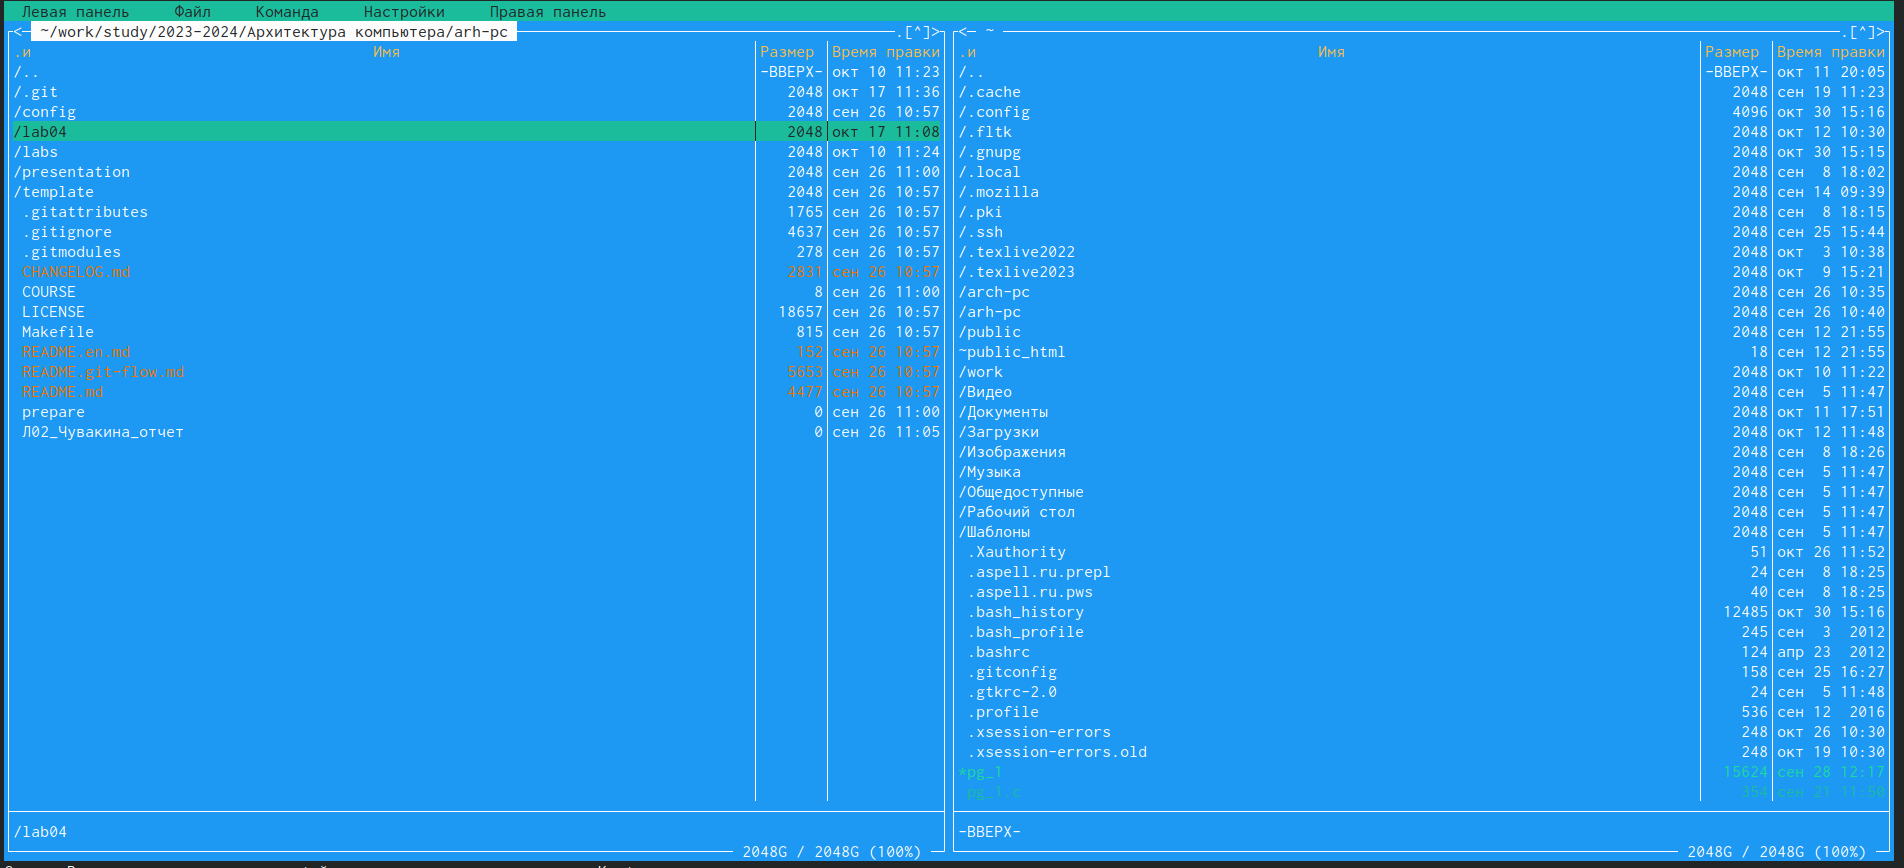 Левая панель Файл Команда Настройки Правая панель
<─ ~/work/study/2023-2024/Архитектура компьютера/arh-pc .[^]>
.и Имя Размер Время правки
/.. -ВВЕРХ- окт 10 11:23
/.git 2048 окт 17 11:36
/config 2048 сен 26 10:57
/lab04 2048 окт 17 11:08
/labs 2048 окт 10 11:24
/presentation 2048 сен 26 11:00
/template 2048 сен 26 10:57
.gitattributes 1765 сен 26 10:57
.gitignore 4637 сен 26 10:57
.gitmodules 278 сен 26 10:57
CHANGELOG.md 2831 сен 26 10:57
COURSE 8 сен 26 11:00
LICENSE 18657 сен 26 10:57
Makefile 815 сен 26 10:57
README.en.md 152 сен 26 10:57
README.git-flow.md 5653 сен 26 10:57
README.md 4477 сен 26 10:57
prepare 0 сен 26 11:00
Л02_Чувакина_отчет 0 сен 26 11:05
/lab04
2048G / 2048G (100%)
<─ ~ .[^]>
.и Имя Размер Время правки
/.. -ВВЕРХ- окт 11 20:05
/.cache 2048 сен 19 11:23
/.config 4096 окт 30 15:16
/.fltk 2048 окт 12 10:30
/.gnupg 2048 окт 30 15:15
/.local 2048 сен 8 18:02
/.mozilla 2048 сен 14 09:39
/.pki 2048 сен 8 18:15
/.ssh 2048 сен 25 15:44
/.texlive2022 2048 окт 3 10:38
/.texlive2023 2048 окт 9 15:21
/arch-pc 2048 сен 26 10:35
/arh-pc 2048 сен 26 10:40
/public 2048 сен 12 21:55
~public_html 18 сен 12 21:55
/work 2048 окт 10 11:22
/Видео 2048 сен 5 11:47
/Документы 2048 окт 11 17:51
/Загрузки 2048 окт 12 11:48
/Изображения 2048 сен 8 18:26
/Музыка 2048 сен 5 11:47
/Общедоступные 2048 сен 5 11:47
/Рабочий стол 2048 сен 5 11:47
/Шаблоны 2048 сен 5 11:47
.Xauthority 51 окт 26 11:52
.aspell.ru.prepl 24 сен 8 18:25
.aspell.ru.pws 40 сен 8 18:25
.bash_history 12485 окт 30 15:16
.bash_profile 245 сен 3 2012
.bashrc 124 апр 23 2012
.gitconfig 158 сен 25 16:27
.gtkrc-2.0 24 сен 5 11:48
.profile 536 сен 12 2016
.xsession-errors 248 окт 26 10:30
.xsession-errors.old 248 окт 19 10:30
*pg_1 15624 сен 28 12:17
pg_1.c 354 сен 21 11:50
-ВВЕРХ-
2048G / 2048G (100%)